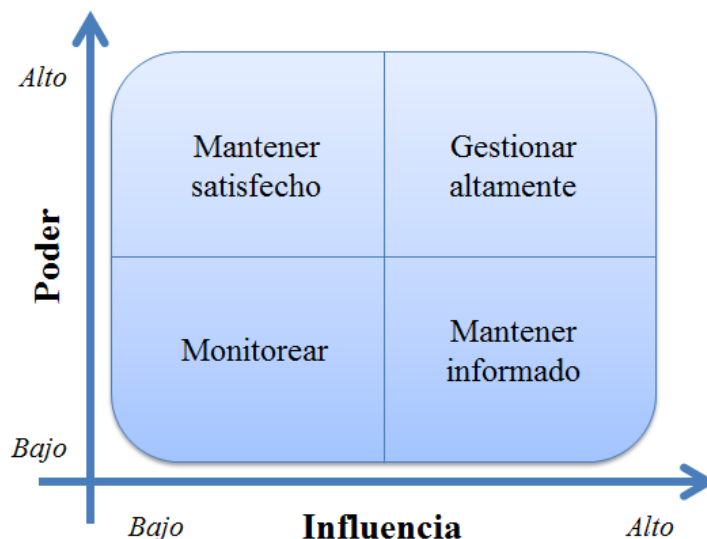 Alto
Mantener
satisfecho
Gestionar
altamente
Poder
Monitorear
Mantener
informado
Bajo
Bajo
Influencia
Alto